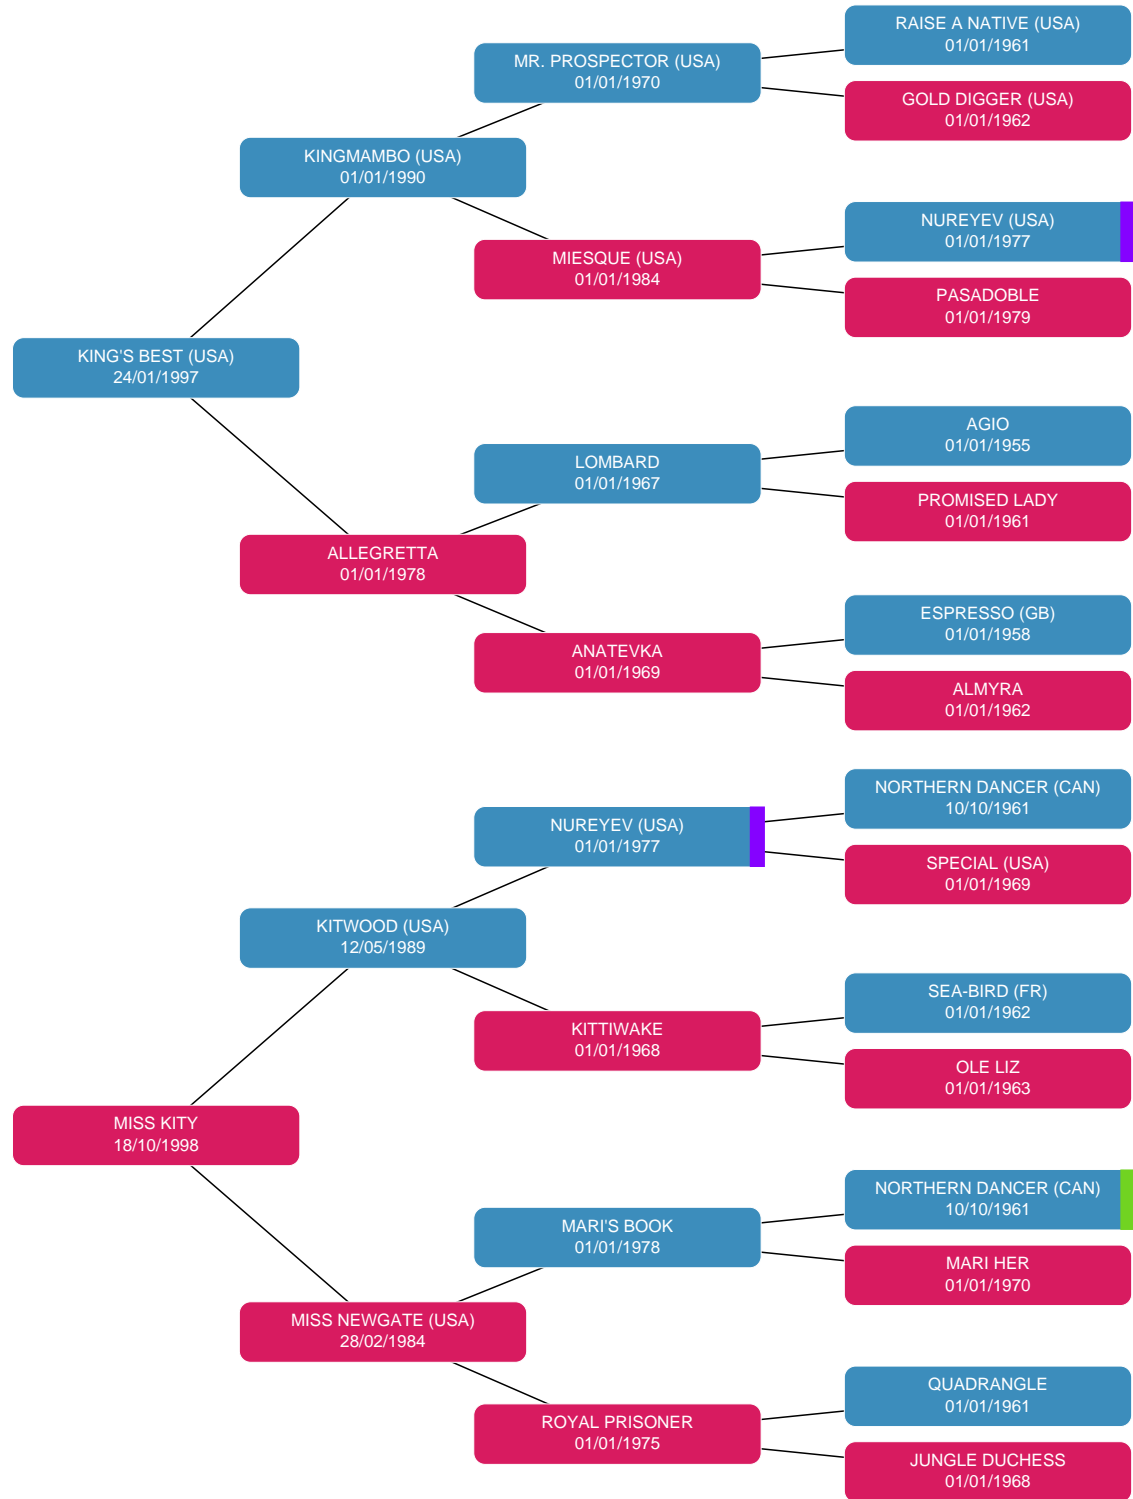 RAISE A NATIVE (USA)
01/01/1961
MR. PROSPECTOR (USA)
01/01/1970
GOLD DIGGER (USA)
01/01/1962
KINGMAMBO (USA)
01/01/1990
NUREYEV (USA)
01/01/1977
MIESQUE (USA)
01/01/1984
PASADOBLE
01/01/1979
KING'S BEST (USA)
24/01/1997
AGIO
01/01/1955
LOMBARD
01/01/1967
PROMISED LADY
01/01/1961
ALLEGRETTA
01/01/1978
ESPRESSO (GB)
01/01/1958
ANATEVKA
01/01/1969
ALMYRA
01/01/1962
NORTHERN DANCER (CAN)
10/10/1961
NUREYEV (USA)
01/01/1977
SPECIAL (USA)
01/01/1969
KITWOOD (USA)
12/05/1989
SEA-BIRD (FR)
01/01/1962
KITTIWAKE
01/01/1968
OLE LIZ
01/01/1963
MISS KITY
18/10/1998
NORTHERN DANCER (CAN)
10/10/1961
MARI'S BOOK
01/01/1978
MARI HER
01/01/1970
MISS NEWGATE (USA)
28/02/1984
QUADRANGLE
01/01/1961
ROYAL PRISONER
01/01/1975
JUNGLE DUCHESS
01/01/1968